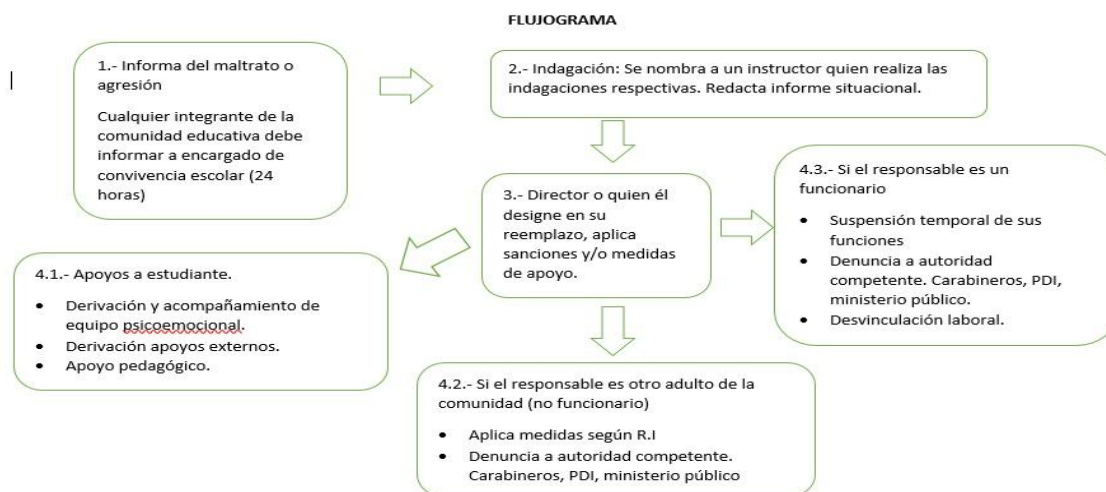 FLUJOGRAMA
1.- Informa del maltrato o
agresión
Cualquier integrante de la
comunidad educativa debe
informar a encargado de
convivencia escolar (24
horas)
2.- Indagación: Se nombra a un instructor quien realiza las
indagaciones respectivas. Redacta informe situacional.
3.- Director o quien él
designe en su
reemplazo, aplica
sanciones y/o medidas
de apoyo.
4.1.- Apoyos a estudiante.
• Derivación y acompañamiento de
equipo psicoemocional.
• Derivación apoyos externos.
• Apoyo pedagógico.
4.2.- Si el responsable es otro adulto de la
comunidad (no funcionario)
• Aplica medidas según R.I
• Denuncia a autoridad competente.
Carabineros, PDI, ministerio público
4.3.- Si el responsable es un
funcionario
• Suspensión temporal de sus
funciones
• Denuncia a autoridad
competente. Carabineros, PDI,
ministerio público.
• Desvinculación laboral.